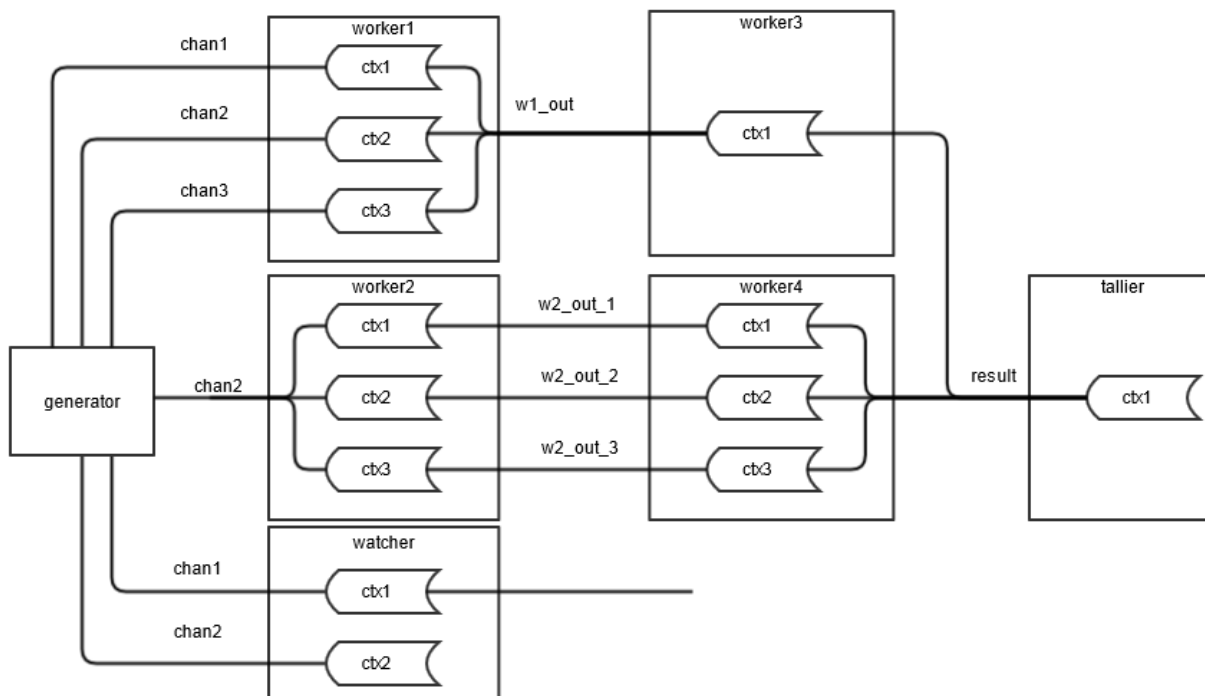 worker1
worker3
chan1
ctx1
w1_out
chan2
ctx2
ctx1
chan3
ctx3
worker2
worker4
tallier
w2_out_1
ctx1
ctx1
generator
chan2
w2_out_2
result
ctx2
ctx2
ctx1
w2_out_3
ctx3
ctx3
watcher
chan1
ctx1
chan2
ctx2